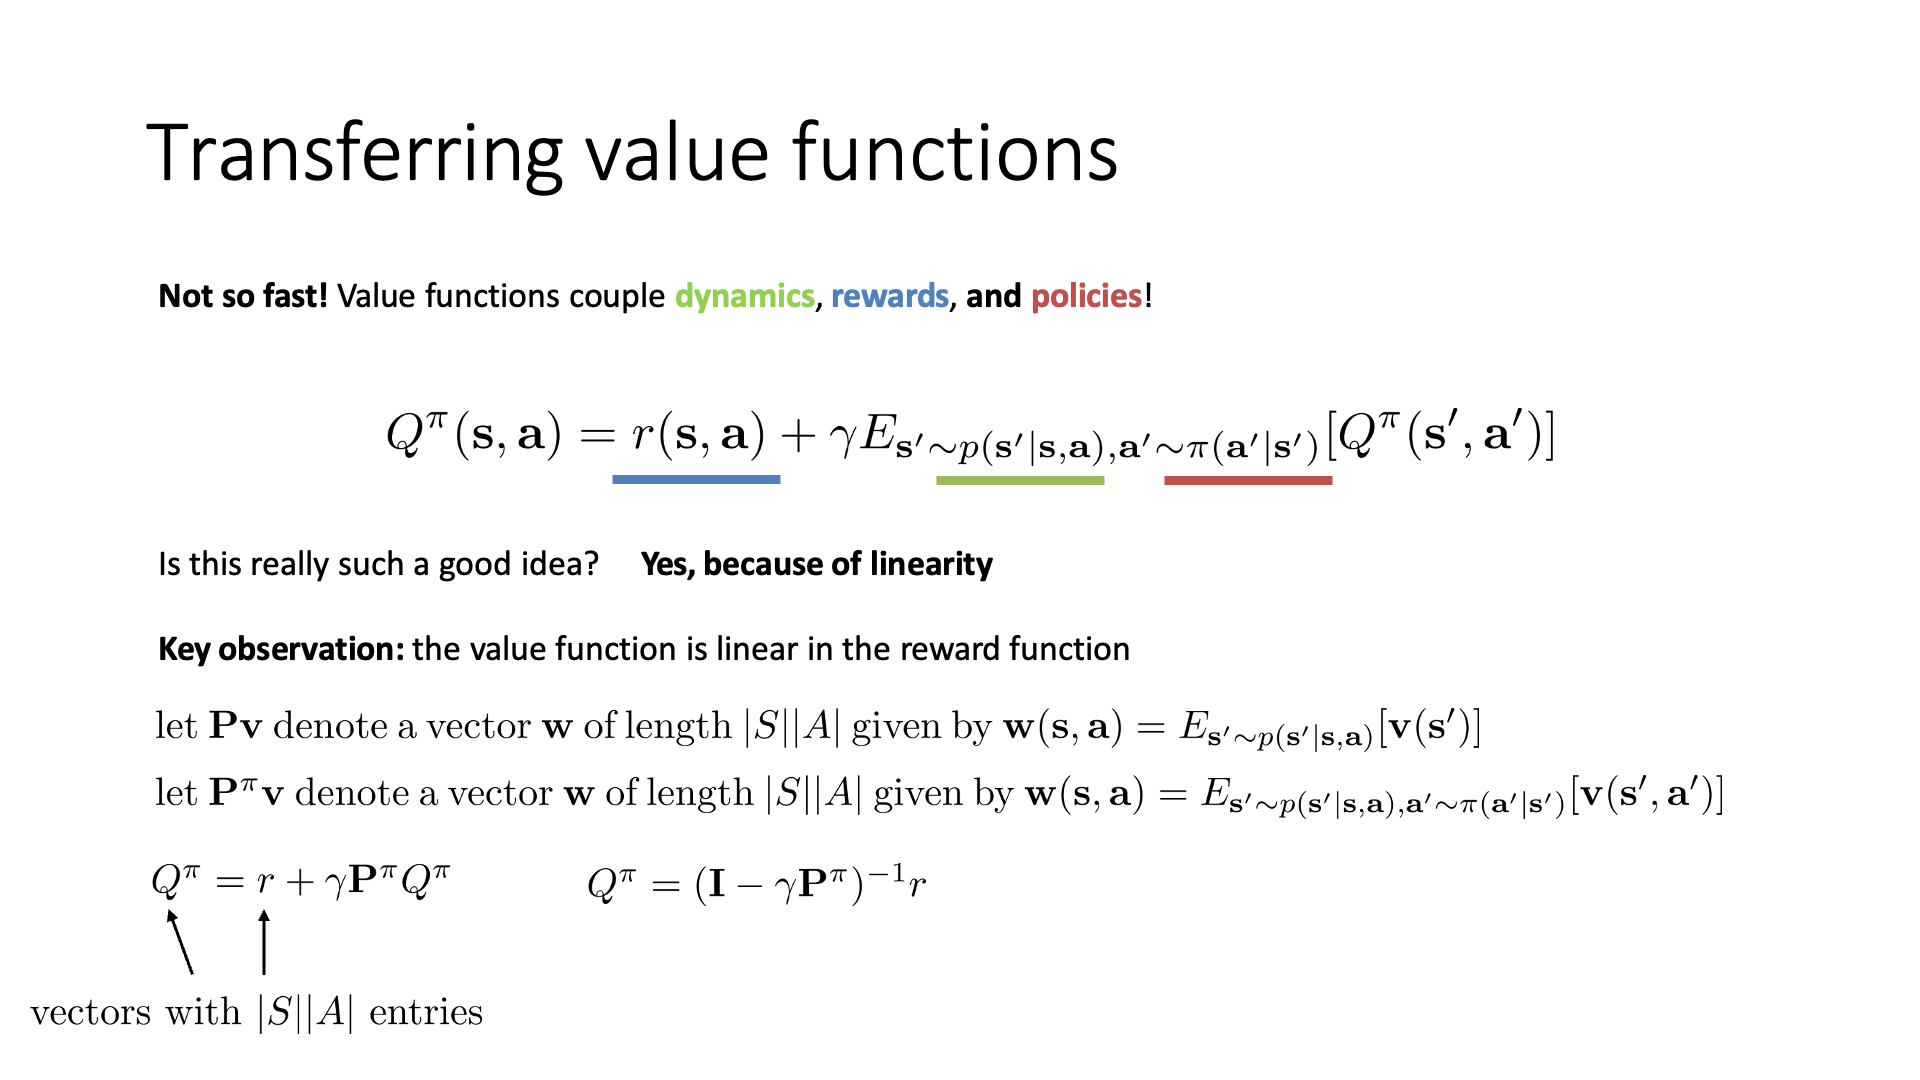 Transferring value functions
Not so fast! Value functions couple dynamics, rewards, and policies!
$Q^\pi(\mathbf{s}, \mathbf{a}) = r(\mathbf{s}, \mathbf{a}) + \gamma E_{\mathbf{s}' \sim p(\mathbf{s}'|\mathbf{s},\mathbf{a}), \mathbf{a}' \sim \pi(\mathbf{a}'|\mathbf{s}')}[Q^\pi(\mathbf{s}', \mathbf{a}')]$
Is this really such a good idea? Yes, because of linearity
Key observation: the value function is linear in the reward function
let $\mathbf{Pv}$ denote a vector $\mathbf{w}$ of length $|S||A|$ given by $\mathbf{w}(\mathbf{s}, \mathbf{a}) = E_{\mathbf{s}' \sim p(\mathbf{s}'|\mathbf{s},\mathbf{a})}[\mathbf{v}(\mathbf{s}')]$
let $\mathbf{P}^\pi\mathbf{v}$ denote a vector $\mathbf{w}$ of length $|S||A|$ given by $\mathbf{w}(\mathbf{s}, \mathbf{a}) = E_{\mathbf{s}' \sim p(\mathbf{s}'|\mathbf{s},\mathbf{a}), \mathbf{a}' \sim \pi(\mathbf{a}'|\mathbf{s}')}[\mathbf{v}(\mathbf{s}', \mathbf{a}')]$
$Q^\pi = r + \gamma \mathbf{P}^\pi Q^\pi$ $Q^\pi = (\mathbf{I} - \gamma \mathbf{P}^\pi)^{-1} r$
vectors with $|S||A|$ entries